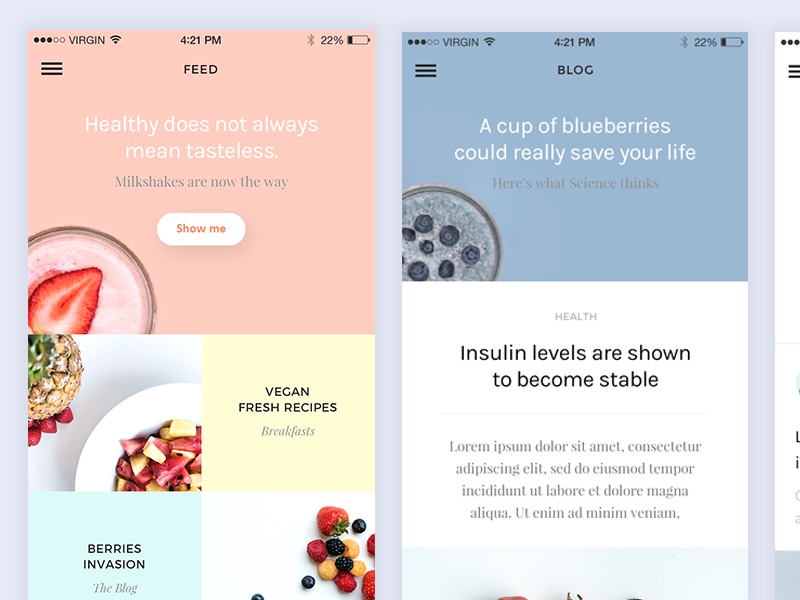 VIRGIN
4:21 PM
22%
FEED
Healthy does not always
mean tasteless.
Milkshakes are now the way
Show me
VEGAN
FRESH RECIPES
Breakfasts
BERRIES
INVASION
The Blog
VIRGIN
4:21 PM
22%
BLOG
A cup of blueberries
could really save your life
Here's what Science thinks
HEALTH
Insulin levels are shown
to become stable
Lorem ipsum dolor sit amet, consectetur
adipiscing elit, sed do eiusmod tempor
incididunt ut labore et dolore magna
aliqua. Ut enim ad minim veniam,